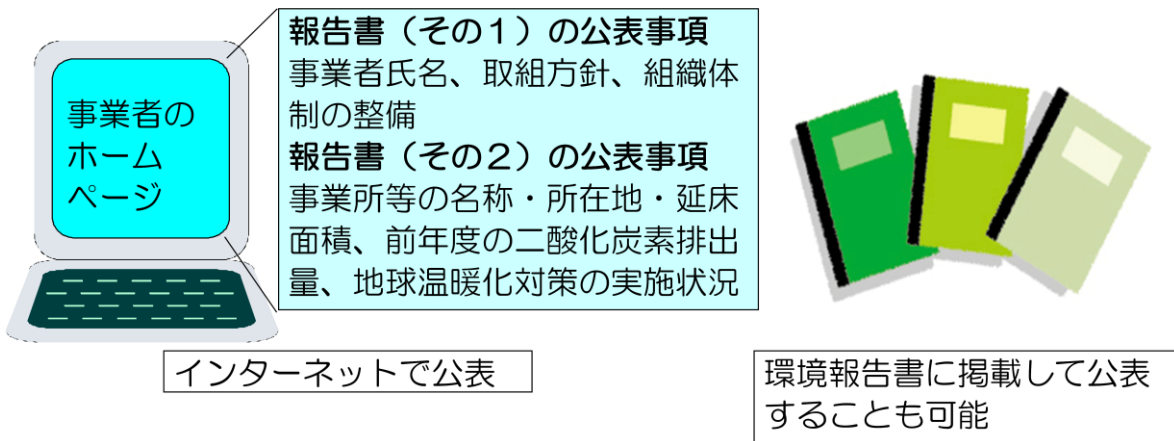 事業者の
ホーム
ページ
報告書（その１）の公表事項
事業者氏名、取組方針、組織体
制の整備
報告書（その２）の公表事項
事業所等の名称・所在地・延床
面積、前年度の二酸化炭素排出
量、地球温暖化対策の実施状況
インターネットで公表
環境報告書に掲載して公表
することも可能